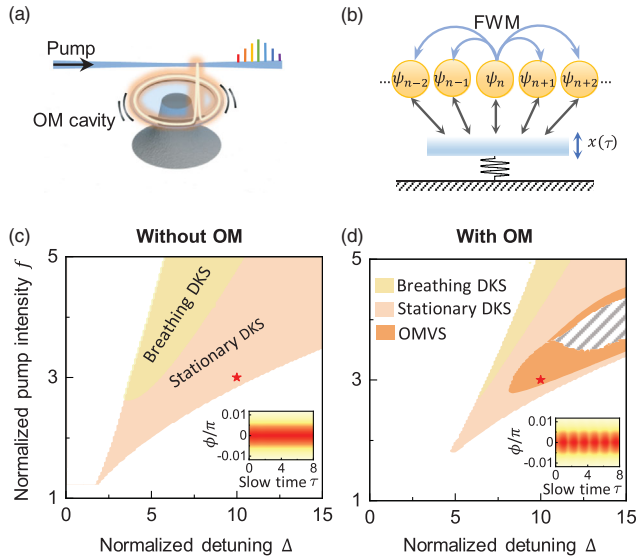 (a)
Pump
OM cavity
(b)
FWM
... ψn−2 ψn−1 ψn ψn+1 ψn+2 ...
x(τ)
(c) Without OM
Normalized pump intensity f
5
3
1
Breathing DKS
Stationary DKS
ϕ/π
0.01
0
-0.01
0 4 8
Slow time τ
0 5 10 15
Normalized detuning Δ
(d) With OM
5
3
1
Breathing DKS
Stationary DKS
OMVS
ϕ/π
0.01
0
-0.01
0 4 8
Slow time τ
0 5 10 15
Normalized detuning Δ